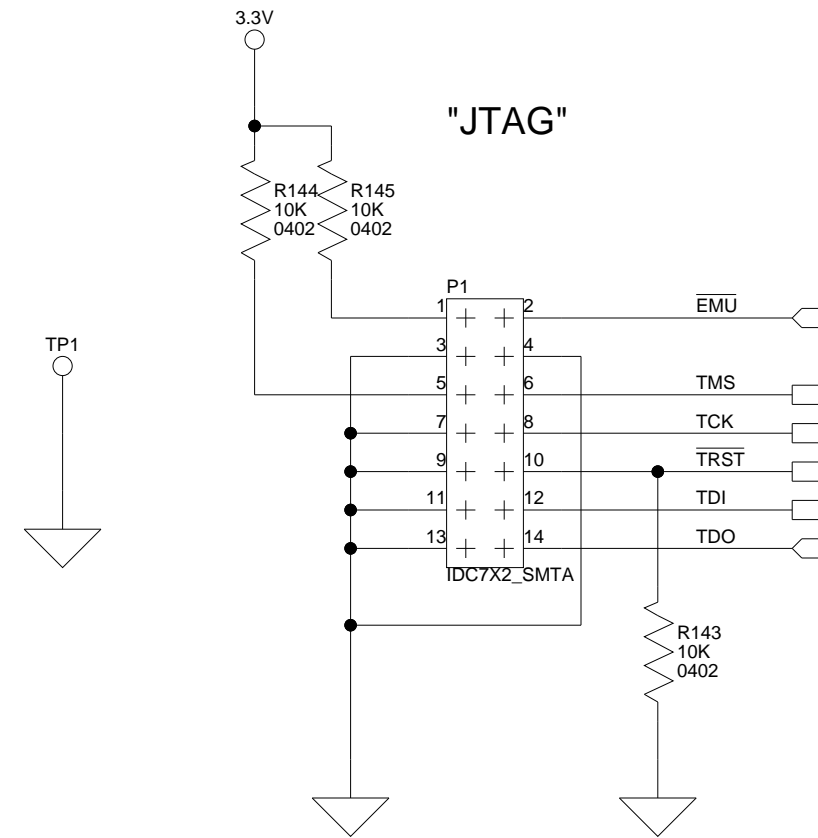 3.3V
"JTAG"
R144
10K
0402
R145
10K
0402
P1
1
2
EMU
3
4
TP1
5
6
TMS
7
8
TCK
9
10
TRST
11
12
TDI
13
14
TDO
IDC7X2_SMTA
R143
10K
0402